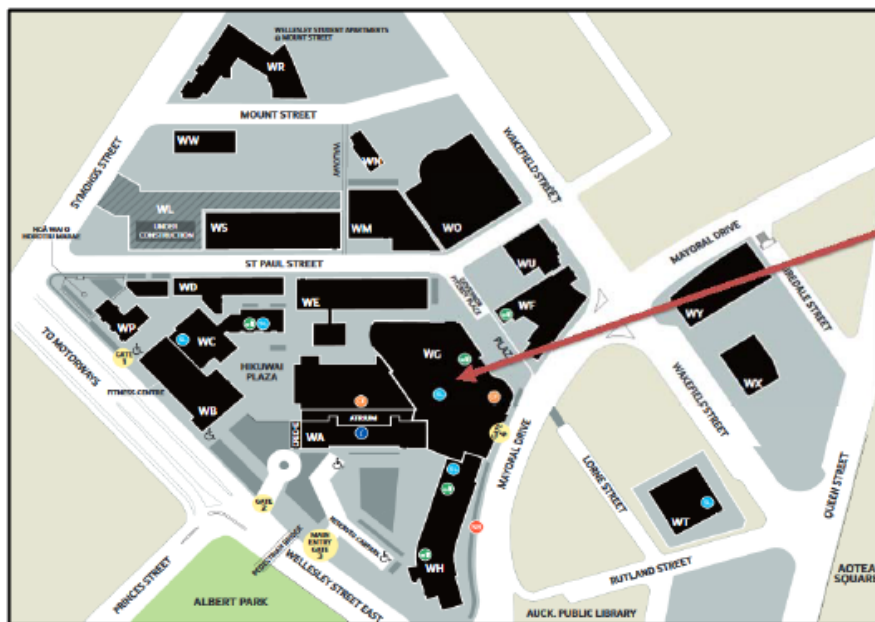 WELLESLEY STUDENT APARTMENTS
@ MOUNT STREET
WR
MOUNT STREET
SYMONDS STREET
WW
WALKWAY
WAKEFIELD STREET
WL
UNDER
CONSTRUCTION
WS
WM
WO
NGĀ WAI O
HOROTIU MARAE
ST PAUL STREET
WU
MAYORAL DRIVE
WD
WE
WF
WY
WP
WC
WG
PLAZA
GATE
1
TO MOTORWAYS
HIKUWAI
PLAZA
FITNESS CENTRE
WB
ATRIUM
WA
WX
WAKEFIELD STREET
MAYORAL DRIVE
LORNE STREET
QUEEN STREET
GATE
2
WT
MAIN
ENTRY
GATE
3
PEDESTRIAN BRIDGE
WH
RUTLAND STREET
PRINCES STREET
WELLESLEY STREET EAST
ALBERT PARK
AUCK. PUBLIC LIBRARY
AOTEA
SQUARE